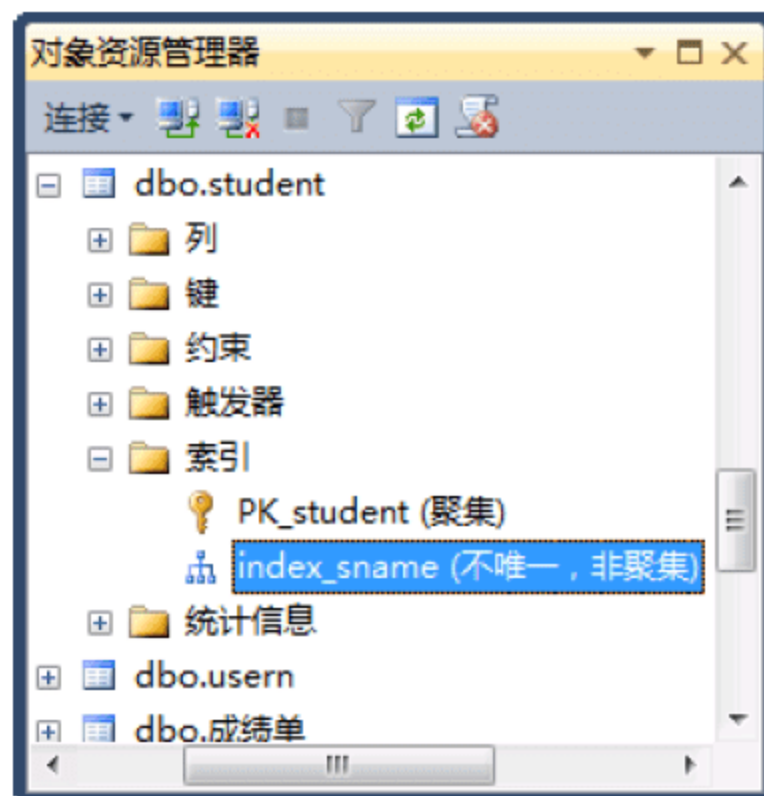 对象资源管理器
连接
dbo.student
列
键
约束
触发器
索引
PK_student (聚集)
index_sname (不唯一，非聚集)
统计信息
dbo.usern
dbo.成绩单